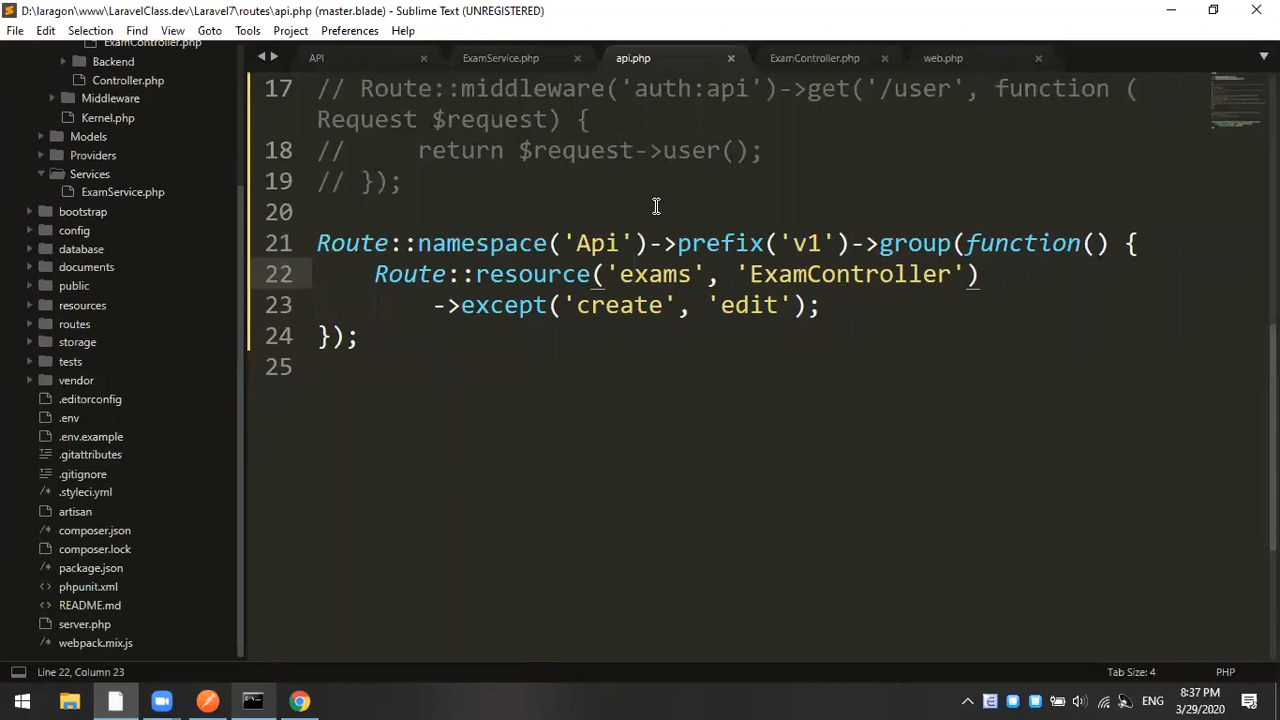 D:\laragon\www\LaravelClass.dev\Laravel7\routes\api.php (master.blade) - Sublime Text (UNREGISTERED)
File Edit Selection Find View Goto Tools Project Preferences Help
ExamController.php
Backend
Controller.php
Middleware
Kernel.php
Models
Providers
Services
ExamService.php
bootstrap
config
database
documents
public
resources
routes
storage
tests
vendor
.editorconfig
.env
.env.example
.gitattributes
.gitignore
.styleci.yml
artisan
composer.json
composer.lock
package.json
phpunit.xml
README.md
server.php
webpack.mix.js
API ExamService.php api.php ExamController.php web.php
17 // Route::middleware('auth:api')->get('/user', function (
Request $request) {
18 //     return $request->user();
19 // });
20
21 Route::namespace('Api')->prefix('v1')->group(function() {
22     Route::resource('exams', 'ExamController')
23         ->except('create', 'edit');
24 });
25
Line 22, Column 23 Tab Size: 4 PHP
ENG 8:37 PM
3/29/2020